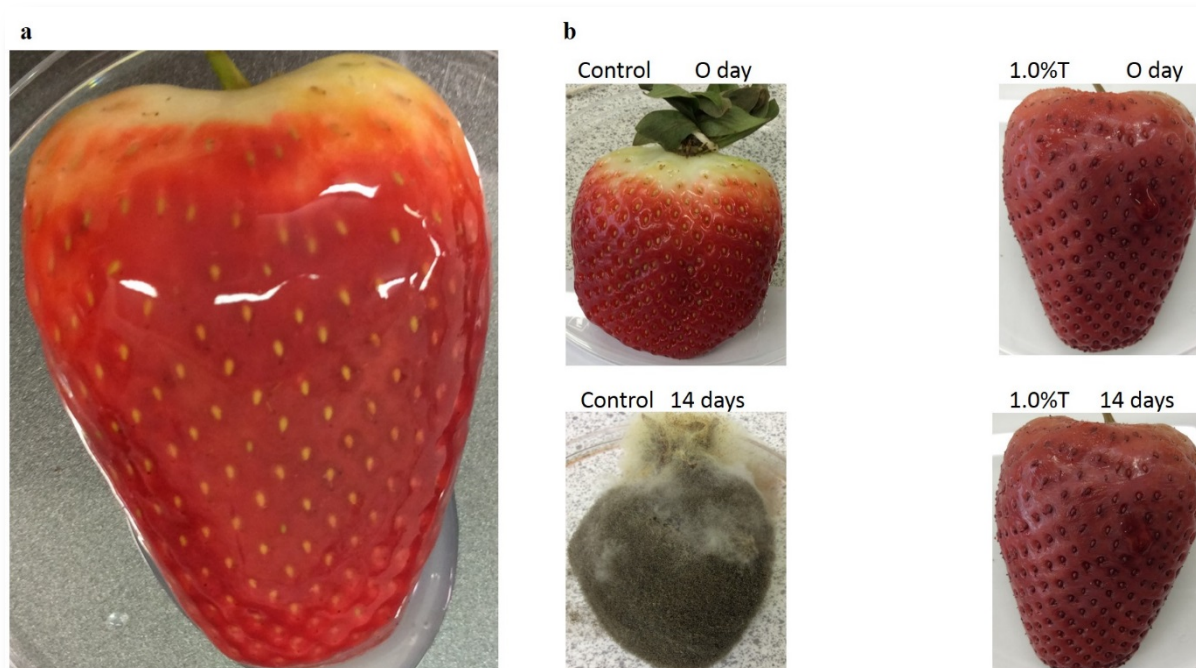 a
b
Control O day
1.0%T O day
Control 14 days
1.0%T 14 days